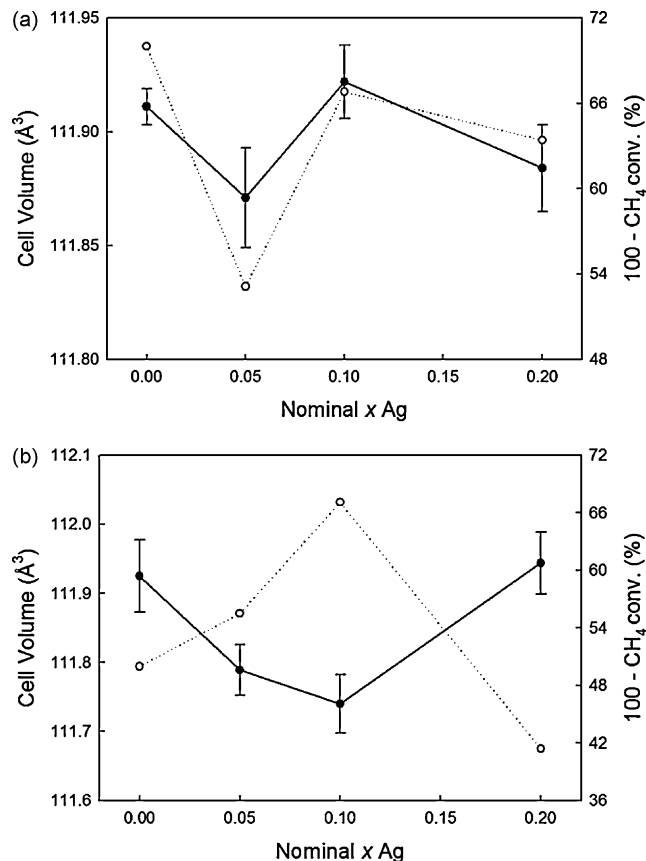 (a)
111.95
111.90
111.85
111.80
Cell Volume (Å³)
72
66
60
54
48
100 - CH₄ conv. (%)
0.00 0.05 0.10 0.15 0.20
Nominal x Ag
(b)
112.1
112.0
111.9
111.8
111.7
111.6
Cell Volume (Å³)
72
66
60
54
48
42
36
100 - CH₄ conv. (%)
0.00 0.05 0.10 0.15 0.20
Nominal x Ag